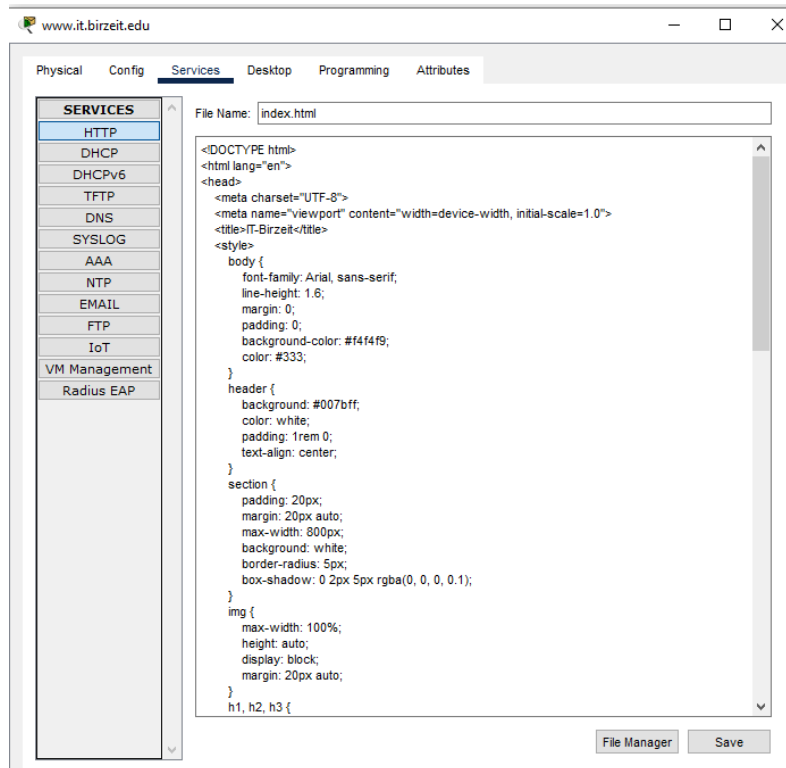 www.it.birzeit.edu
Physical Config Services Desktop Programming Attributes
SERVICES
HTTP
DHCP
DHCPv6
TFTP
DNS
SYSLOG
AAA
NTP
EMAIL
FTP
IoT
VM Management
Radius EAP
File Name: index.html
<!DOCTYPE html>
<html lang="en">
<head>
<meta charset="UTF-8">
<meta name="viewport" content="width=device-width, initial-scale=1.0">
<title>IT-Birzeit</title>
<style>
body {
font-family: Arial, sans-serif;
line-height: 1.6;
margin: 0;
padding: 0;
background-color: #f4f4f9;
color: #333;
}
header {
background: #007bff;
color: white;
padding: 1rem 0;
text-align: center;
}
section {
padding: 20px;
margin: 20px auto;
max-width: 800px;
background: white;
border-radius: 5px;
box-shadow: 0 2px 5px rgba(0, 0, 0, 0.1);
}
img {
max-width: 100%;
height: auto;
display: block;
margin: 20px auto;
}
h1, h2, h3 {
File Manager Save